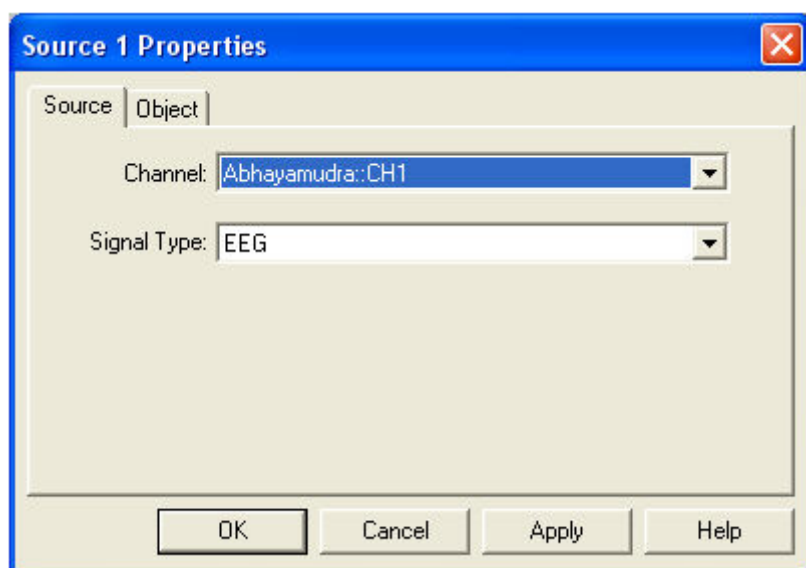 Source 1 Properties
Source Object
Channel: Abhayamudra::CH1
Signal Type: EEG
OK Cancel Apply Help